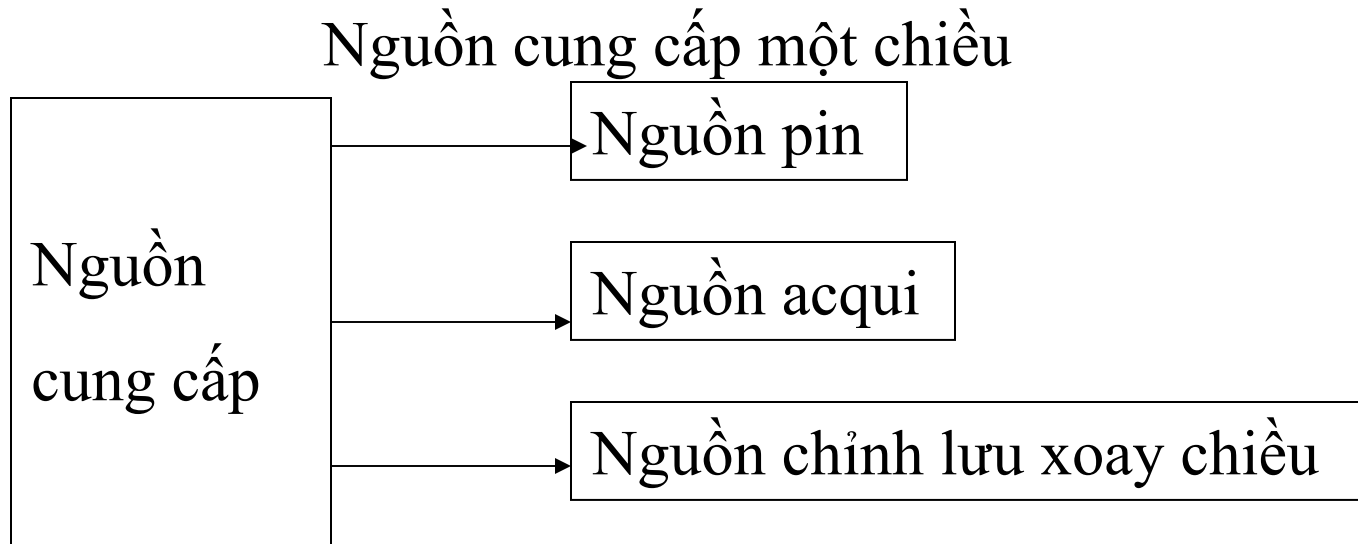 Nguồn cung cấp một chiều
Nguồn pin
Nguồn
cung cấp
Nguồn acqui
Nguồn chỉnh lưu xoay chiều